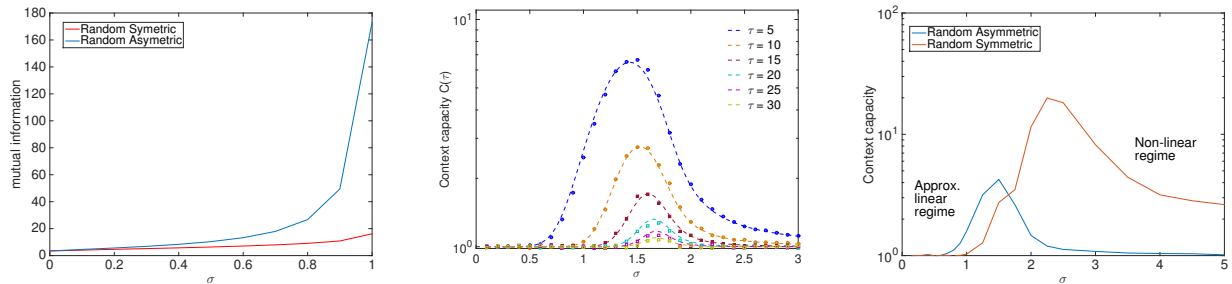 mutual information
180
160
140
120
100
80
60
40
20
0
0 0.2 0.4 0.6 0.8 1
σ
Random Symetric
Random Asymetric
Context capacity C(τ)
10¹
10⁰
0 0.5 1 1.5 2 2.5 3
σ
τ = 5
τ = 10
τ = 15
τ = 20
τ = 25
τ = 30
Context capacity
10²
10¹
10⁰
0 1 2 3 4 5
σ
Random Asymmetric
Random Symmetric
Approx.
linear
regime
Non-linear
regime